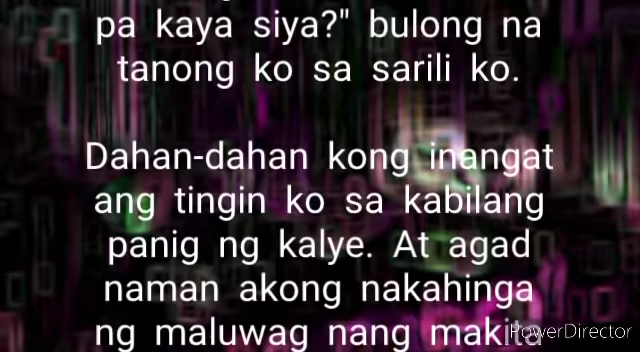 pa kaya siya?" bulong na
tanong ko sa sarili ko.
Dahan-dahan kong inangat
ang tingin ko sa kabilang
panig ng kalye. At agad
naman akong nakahinga
ng maluwag nang makita
PowerDirector